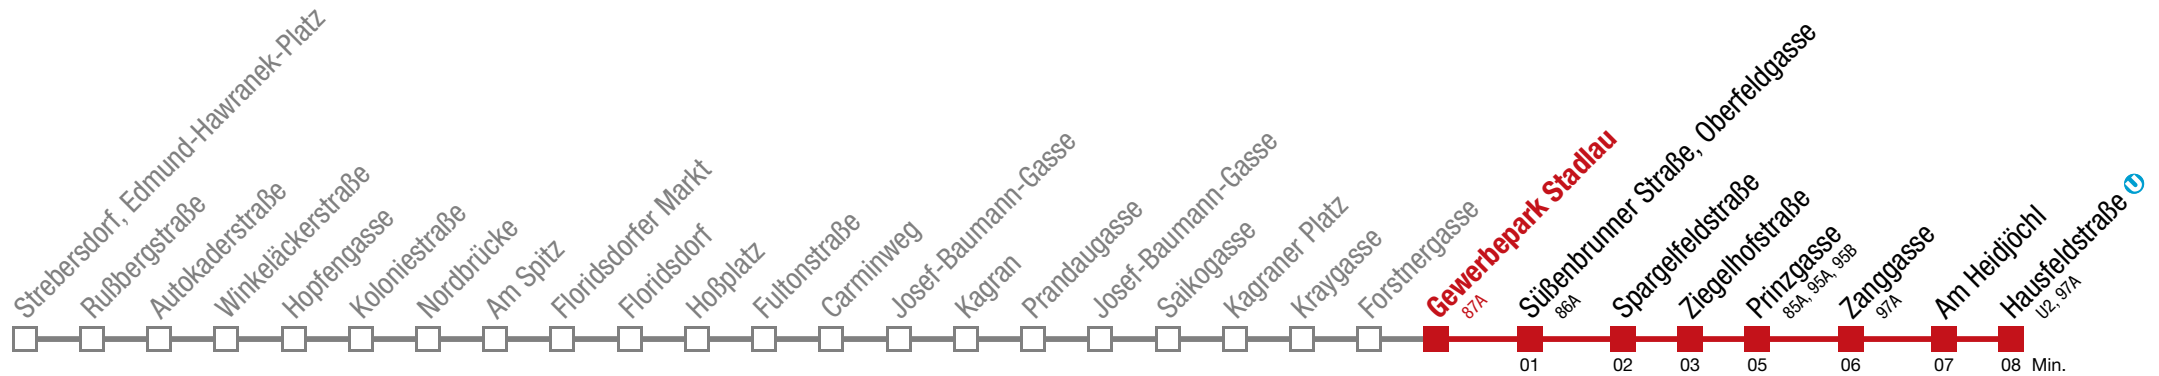 Strebersdorf, Edmund-Hawranek-Platz
Rußbergstraße
Autokaderstraße
Winkeläckerstraße
Hopfengasse
Koloniestraße
Nordbrücke
Am Spitz
Floridsdorfer Markt
Floridsdorf
Hoßplatz
Fultonstraße
Carminweg
Josef-Baumann-Gasse
Kagran
Prandaugasse
Josef-Baumann-Gasse
Saikogasse
Kagraner Platz
Kraygasse
Forstnergasse
Gewerbepark Stadlau
87A
Süßenbrunner Straße, Oberfeldgasse
86A
Spargelfeldstraße
Ziegelhofstraße
Prinzgasse
85A, 95A, 95B
Zanggasse
97A
Am Heidjöchl
Hausfeldstraße U
U2, 97A
01 02 03 05 06 07 08 Min.